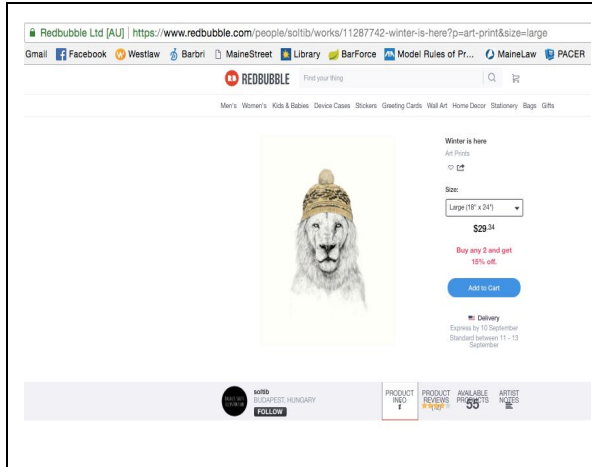 Redbubble Ltd [AU] https://www.redbubble.com/people/soltib/works/11287742-winter-is-here?p=art-print&size=large
Gmail Facebook Westlaw Barbri MaineStreet Library BarForce Model Rules of Pr... MaineLaw PACER
REDBUBBLE Find your thing
Men's Women's Kids & Babies Device Cases Stickers Greeting Cards Wall Art Home Decor Stationery Bags Gifts
Winter is here
Art Prints
Size:
Large (18" x 24")
$29.34
Buy any 2 and get
15% off.
Add to Cart
Delivery
Express by 10 September
Standard between 11 - 13
September
soltib
BUDAPEST, HUNGARY
FOLLOW
PRODUCT INFO
PRODUCT REVIEWS
AVAILABLE PRODUCTS
55
ARTIST NOTES